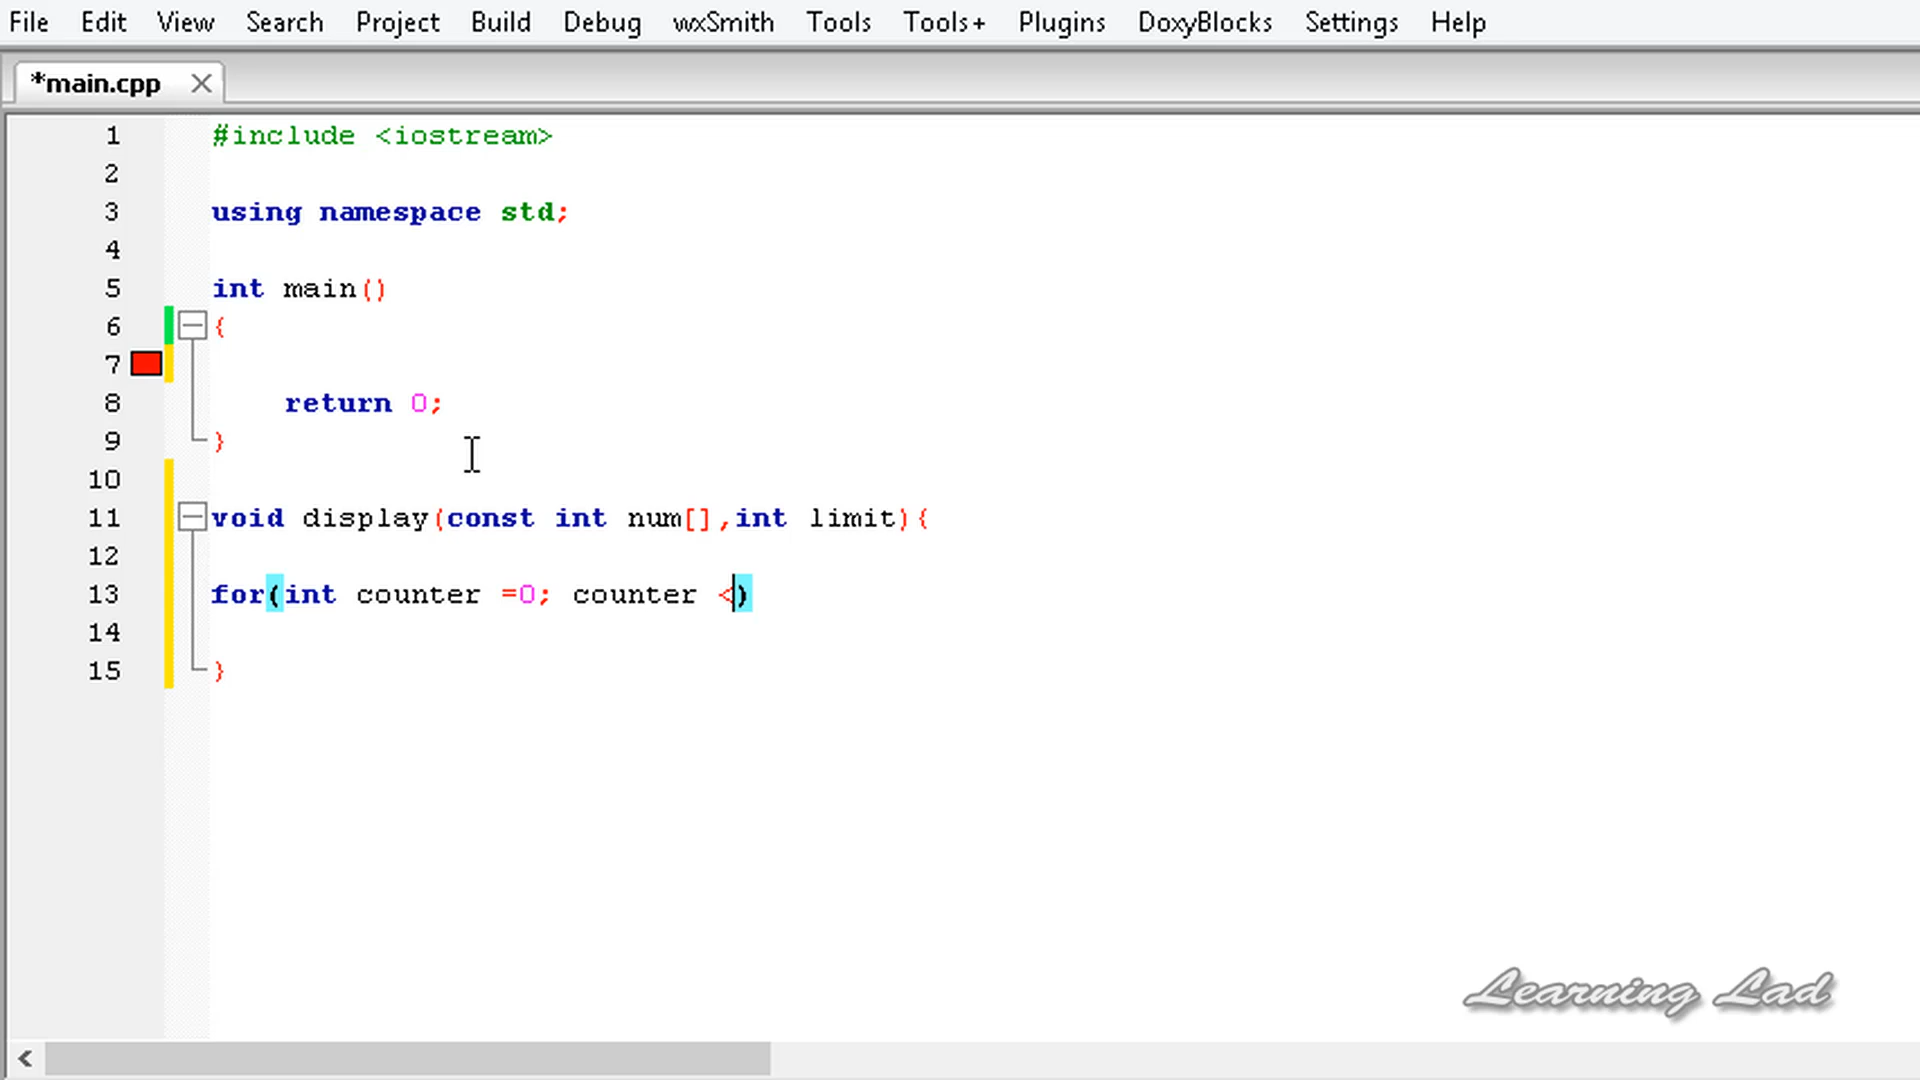 File Edit View Search Project Build Debug wxSmith Tools Tools+ Plugins DoxyBlocks Settings Help
*main.cpp
1 #include <iostream>
2
3 using namespace std;
4
5 int main()
6 {
7
8 return 0;
9 }
10
11 void display(const int num[],int limit){
12
13 for(int counter =0; counter <)
14
15 }
Learning Lad